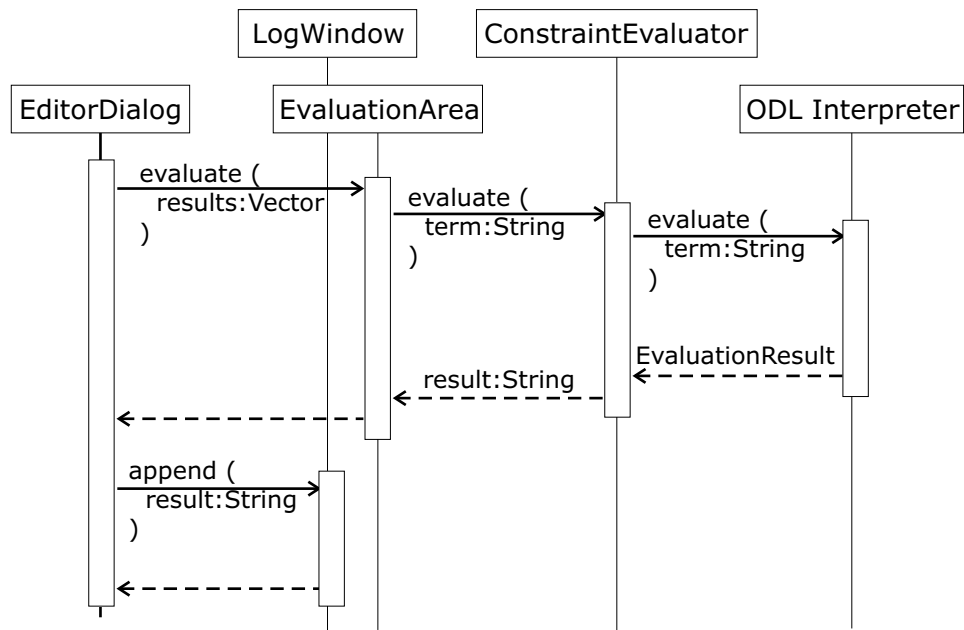 LogWindow
ConstraintEvaluator
EditorDialog
EvaluationArea
ODL Interpreter
evaluate (
results:Vector
)
evaluate (
term:String
)
evaluate (
term:String
)
EvaluationResult
result:String
append (
result:String
)